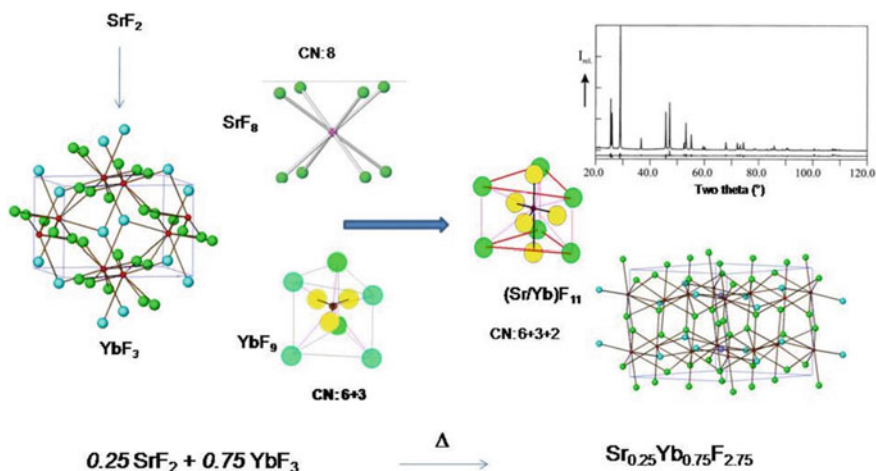 SrF₂
CN: 8
SrF₈
YbF₃
YbF₉
CN: 6+3
I rel.
20.0 40.0 60.0 80.0 100.0 120.0
Two theta (°)
(Sr/Yb)F₁₁
CN: 6+3+2
0.25 SrF₂ + 0.75 YbF₃
Δ
Sr₀.₂₅Yb₀.₇₅F₂.₇₅